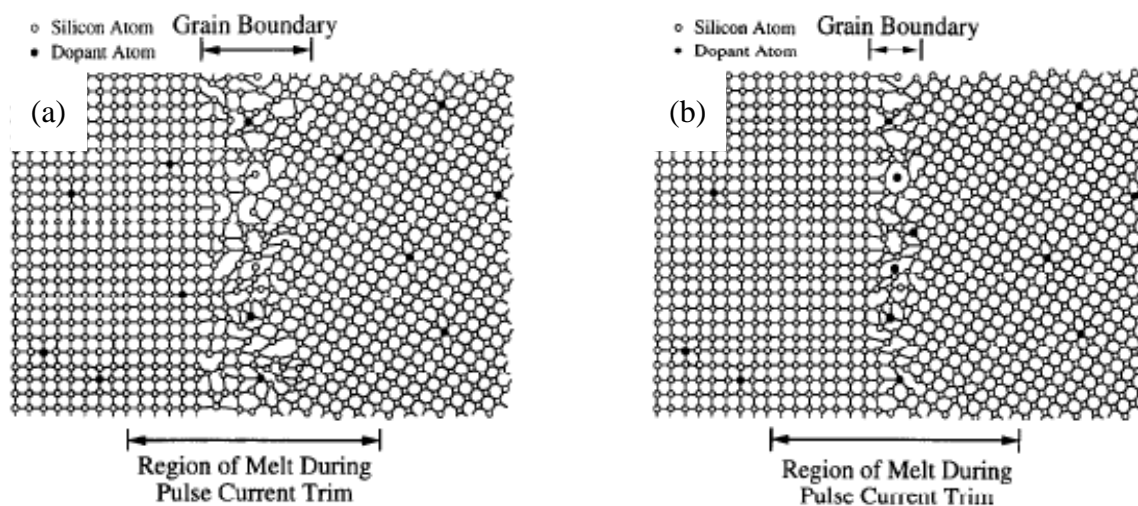 ○ Silicon Atom Grain Boundary
● Dopant Atom
(a)
Region of Melt During
Pulse Current Trim
○ Silicon Atom Grain Boundary
● Dopant Atom
(b)
Region of Melt During
Pulse Current Trim